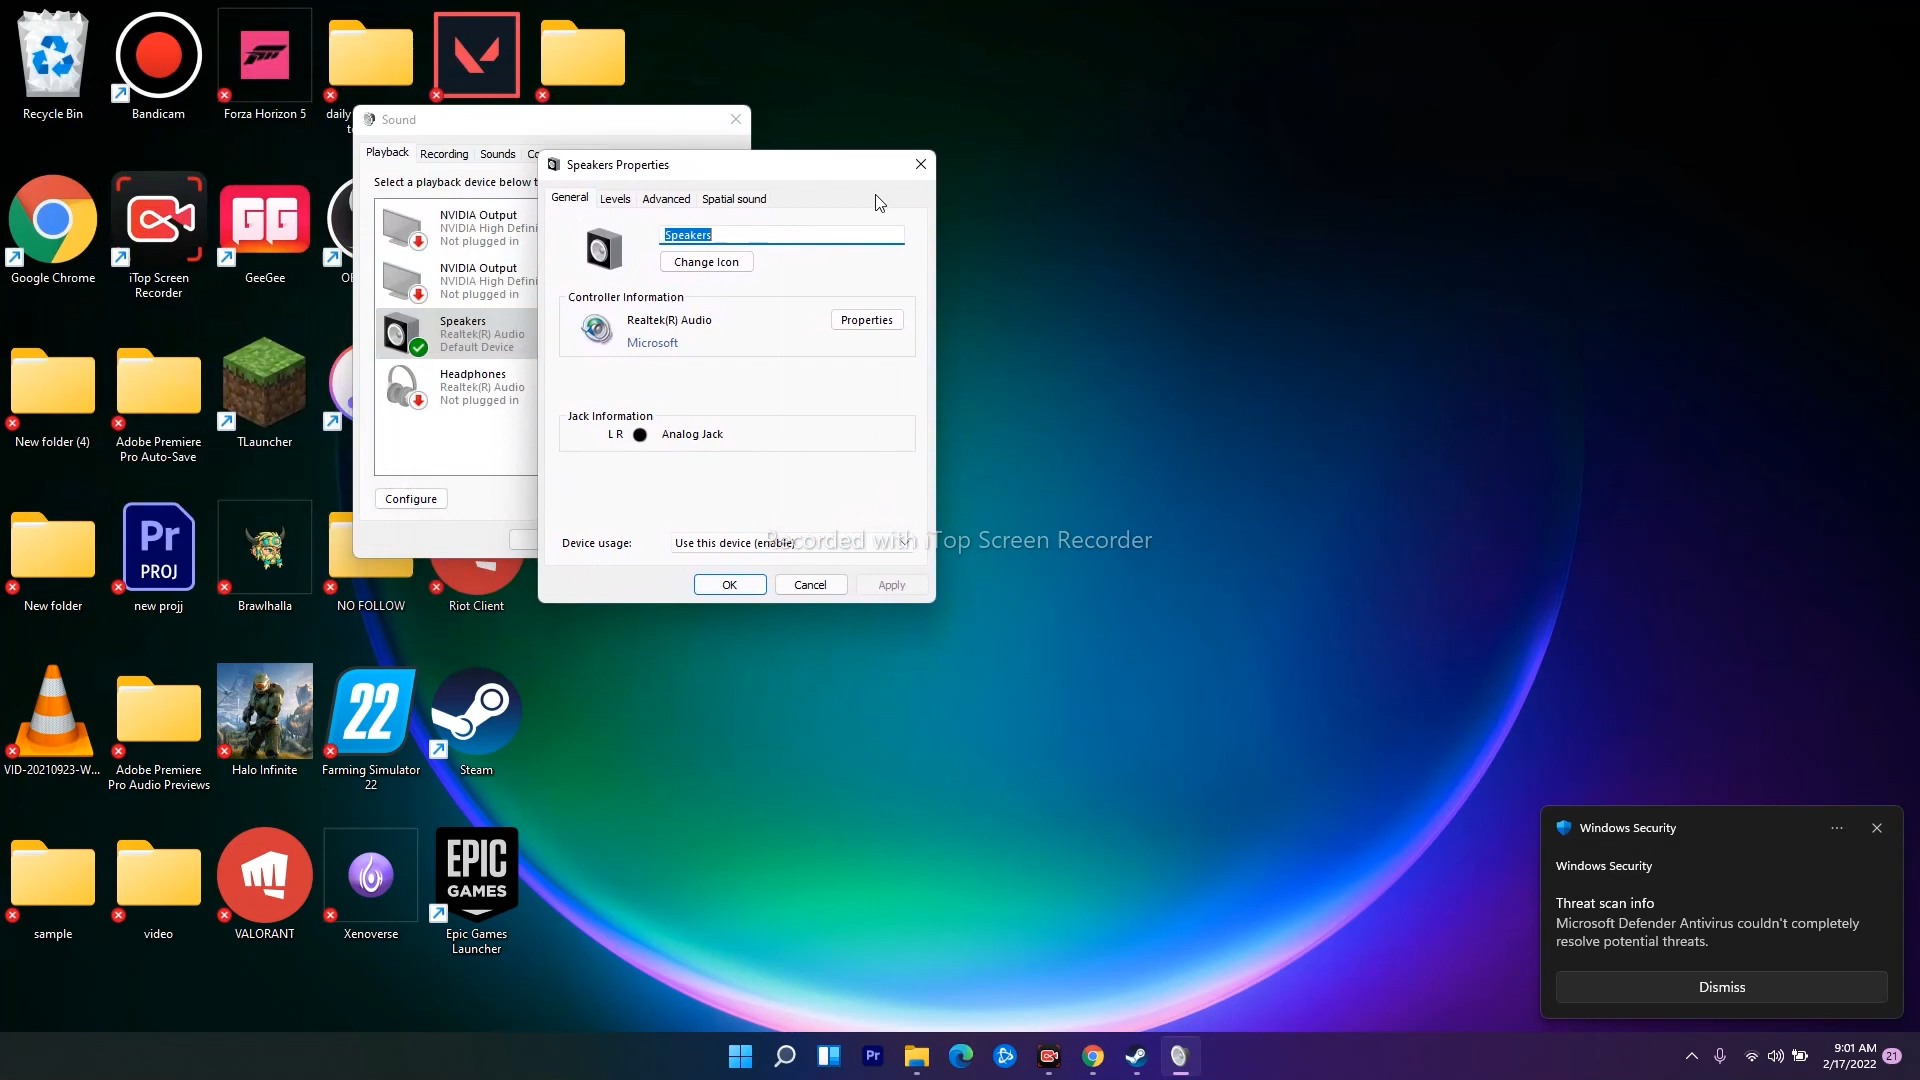 Recycle Bin
Bandicam
Forza Horizon 5
daily
Sound
Playback
Recording
Sounds
Select a playback device below
NVIDIA Output
NVIDIA High Defini
Not plugged in
NVIDIA Output
NVIDIA High Defini
Not plugged in
Speakers
Realtek(R) Audio
Default Device
Headphones
Realtek(R) Audio
Not plugged in
Configure
Speakers Properties
General
Levels
Advanced
Spatial sound
Speakers
Change Icon
Controller Information
Realtek(R) Audio
Properties
Microsoft
Jack Information
L R
Analog Jack
Device usage:
Use this device (enable)
Recorded with iTop Screen Recorder
OK
Cancel
Apply
GG
Google Chrome
iTop Screen
Recorder
GeeGee
New folder (4)
Adobe Premiere
Pro Auto-Save
TLauncher
Pr
PROJ
New folder
new projj
Brawlhalla
NO FOLLOW
Riot Client
22
VID-20210923-W...
Adobe Premiere
Pro Audio Previews
Halo Infinite
Farming Simulator
22
Steam
EPIC
GAMES
sample
video
VALORANT
Xenoverse
Epic Games
Launcher
Windows Security
Windows Security
Threat scan info
Microsoft Defender Antivirus couldn't completely
resolve potential threats.
Dismiss
Pr
9:01 AM
2/17/2022
21